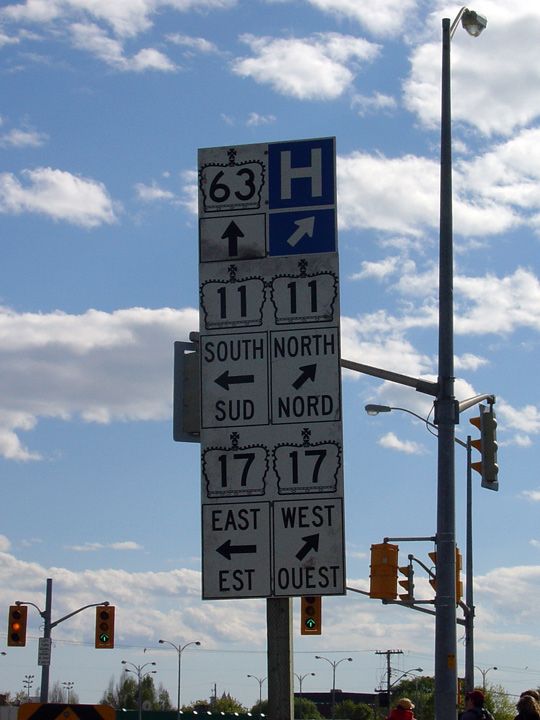 63 H
11 11
SOUTH NORTH
SUD NORD
17 17
EAST WEST
EST OUEST